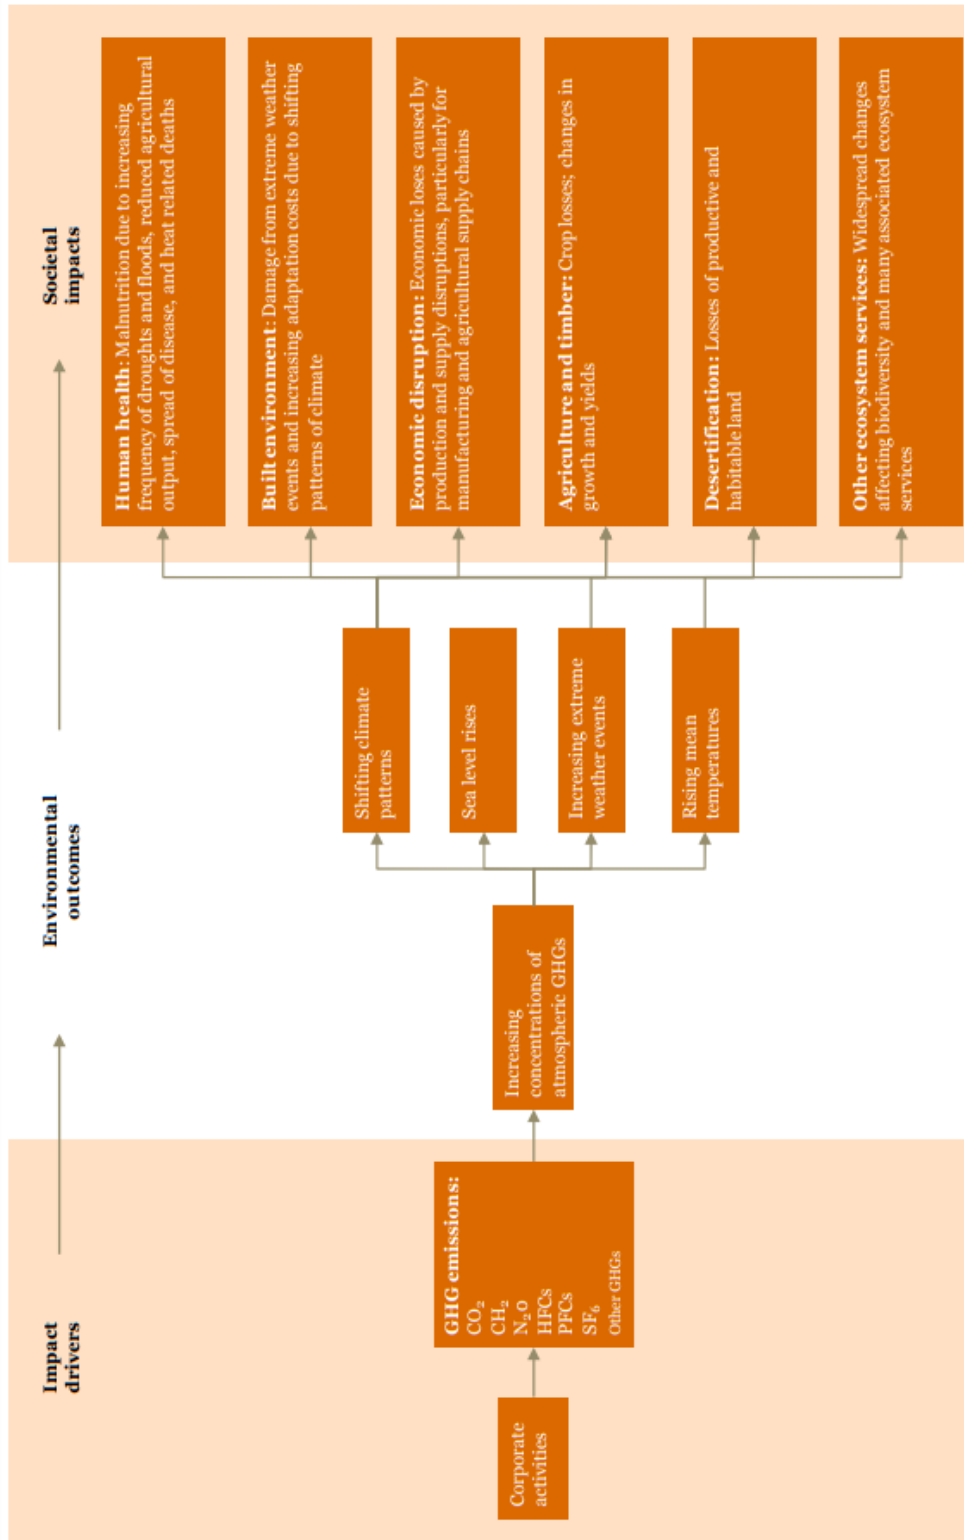 Impact
drivers
Environmental
outcomes
Societal
impacts
Corporate
activities
GHG emissions:
CO₂
CH₂
N₂0
HFCs
PFCs
SF₆
Other GHGs
Increasing
concentrations of
atmospheric GHGs
Shifting climate
patterns
Sea level rises
Increasing extreme
weather events
Rising mean
temperatures
Human health: Malnutrition due to increasing
frequency of droughts and floods, reduced agricultural
output, spread of disease, and heat related deaths
Built environment: Damage from extreme weather
events and increasing adaptation costs due to shifting
patterns of climate
Economic disruption: Economic loses caused by
production and supply disruptions, particularly for
manufacturing and agricultural supply chains
Agriculture and timber: Crop losses; changes in
growth and yields
Desertification: Losses of productive and
habitable land
Other ecosystem services: Widespread changes
affecting biodiversity and many associated ecosystem
services